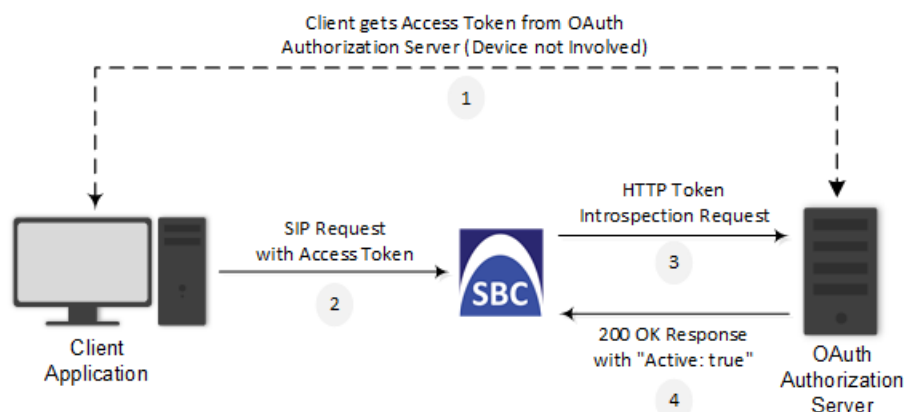 Client gets Access Token from OAuth
Authorization Server (Device not Involved)
1
SIP Request
with Access Token
2
SBC
HTTP Token
Introspection Request
3
200 OK Response
with "Active: true"
4
Client
Application
OAuth
Authorization
Server